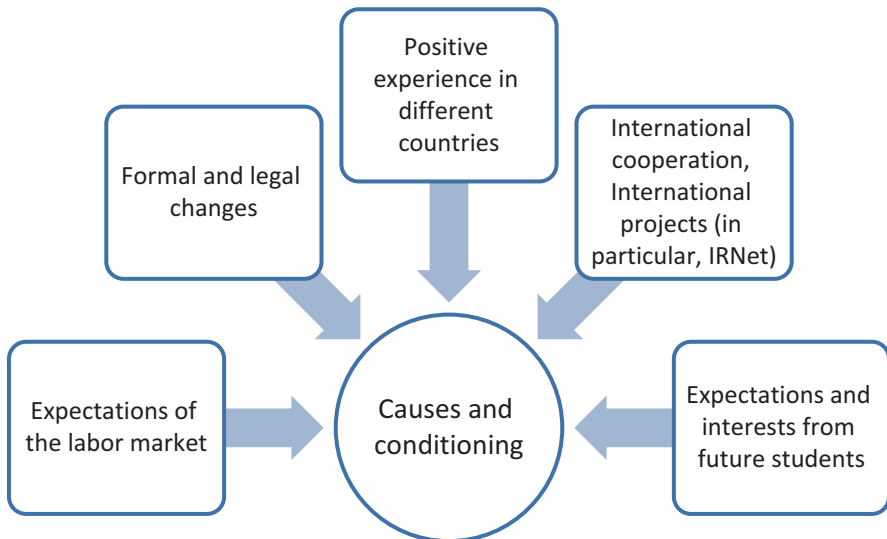 Positive
experience in
different
countries
Formal and legal
changes
International
cooperation,
International
projects (in
particular, IRNet)
Expectations of
the labor market
Causes and
conditioning
Expectations and
interests from
future students